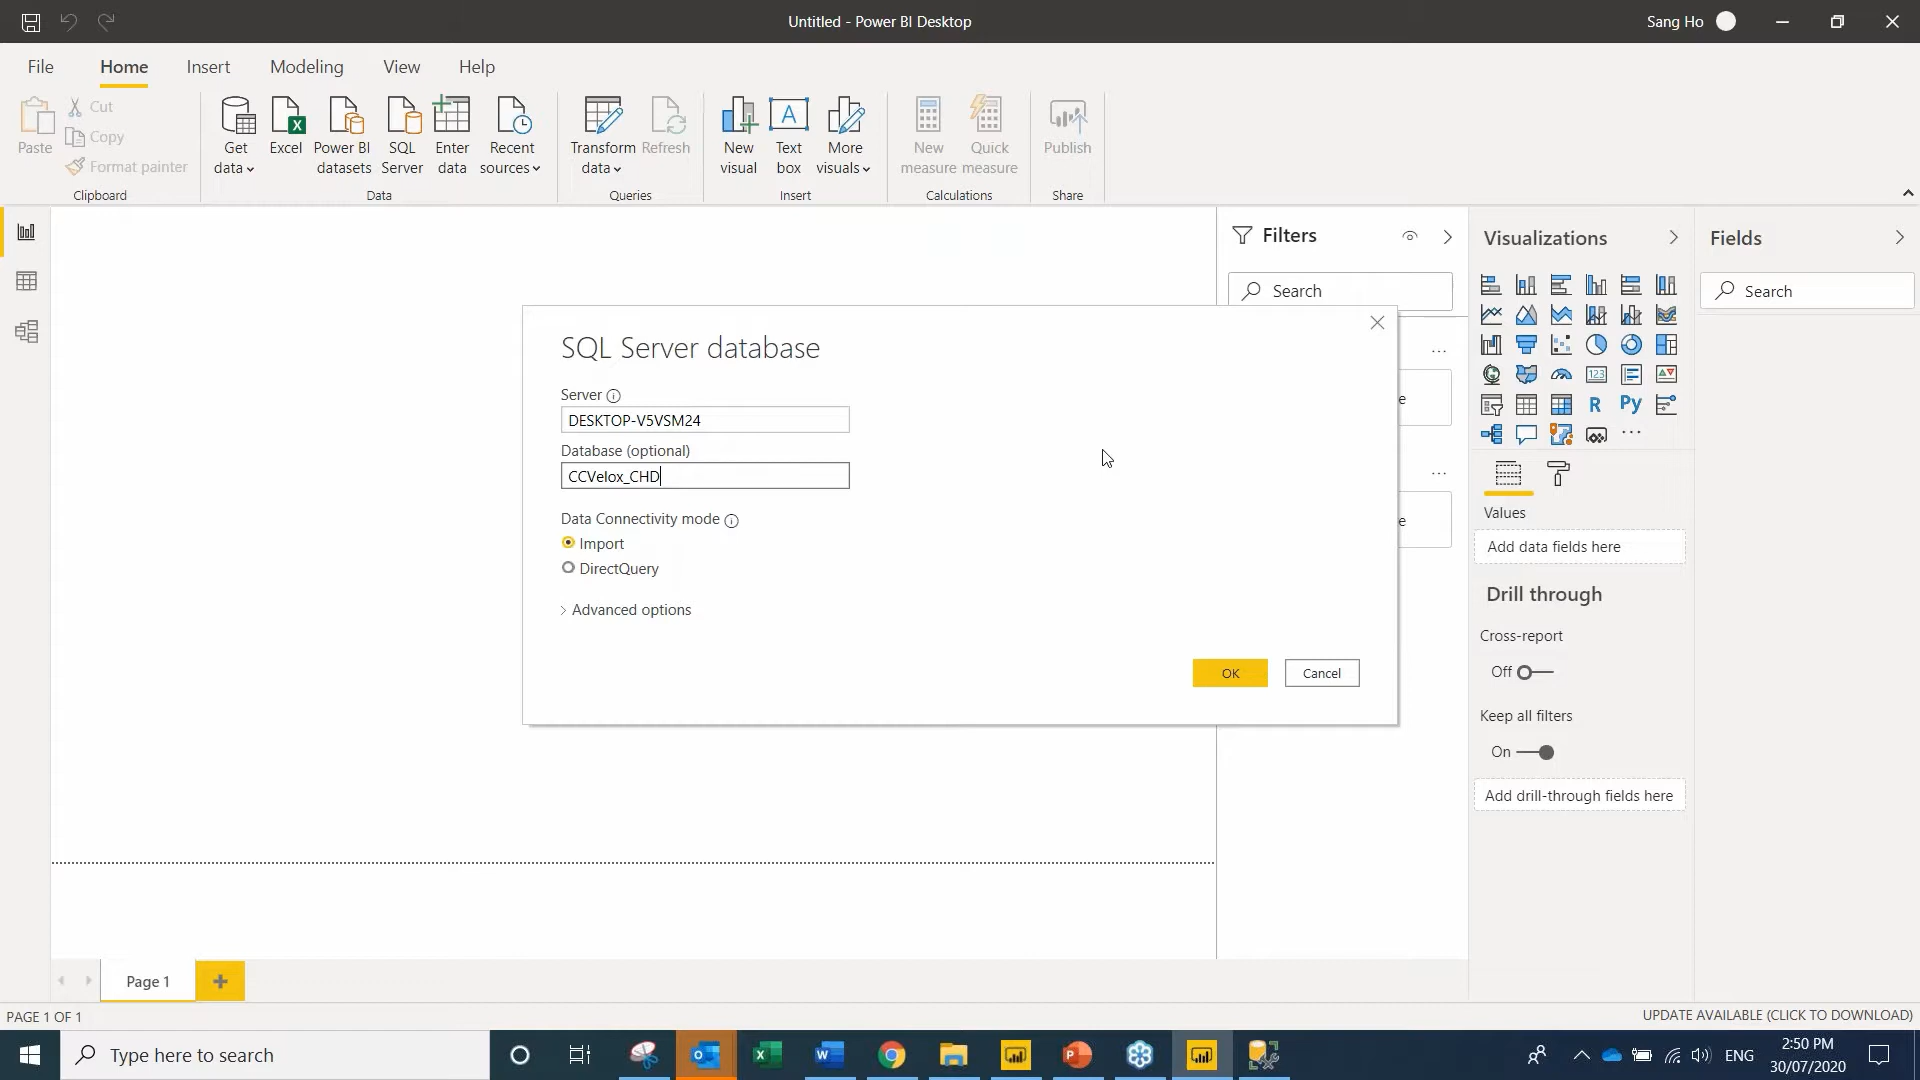 Untitled - Power BI Desktop
Sang Ho
File
Home
Insert
Modeling
View
Help
Paste
Cut
Copy
Format painter
Clipboard
Get data
Excel
Power BI datasets
SQL Server
Enter data
Recent sources
Data
Transform data
Refresh
Queries
New visual
Text box
More visuals
Insert
New measure
Quick measure
Calculations
Publish
Share
Filters
Search
e
e
Visualizations
Fields
Search
123
R
Py
Values
Add data fields here
Drill through
Cross-report
Off
Keep all filters
On
Add drill-through fields here
SQL Server database
Server
DESKTOP-V5VSM24
Database (optional)
CCVelox_CHD
Data Connectivity mode
Import
DirectQuery
Advanced options
OK
Cancel
Page 1
PAGE 1 OF 1
UPDATE AVAILABLE (CLICK TO DOWNLOAD)
Type here to search
ENG
2:50 PM
30/07/2020